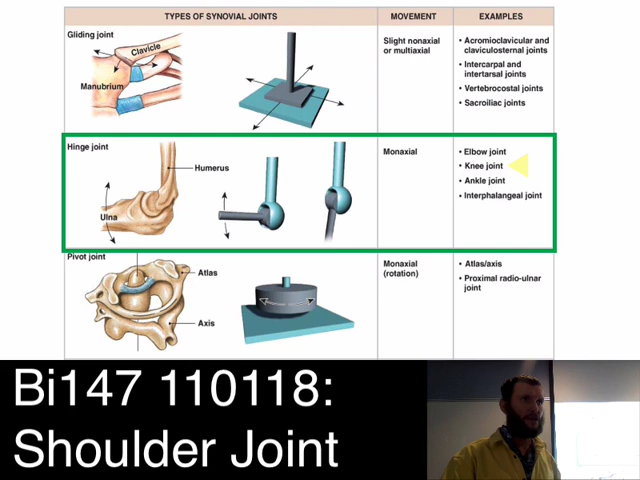 TYPES OF SYNOVIAL JOINTS MOVEMENT EXAMPLES
Gliding joint
Clavicle
Manubrium
Slight nonaxial
or multiaxial
• Acromioclavicular and
claviculosternal joints
• Intercarpal and
intertarsal joints
• Vertebrocostal joints
• Sacroiliac joints
Hinge joint
Humerus
Ulna
Monaxial
• Elbow joint
• Knee joint
• Ankle joint
• Interphalangeal joint
Pivot joint
Atlas
Axis
Monaxial
(rotation)
• Atlas/axis
• Proximal radio-ulnar
joint
Bi147 110118:
Shoulder Joint